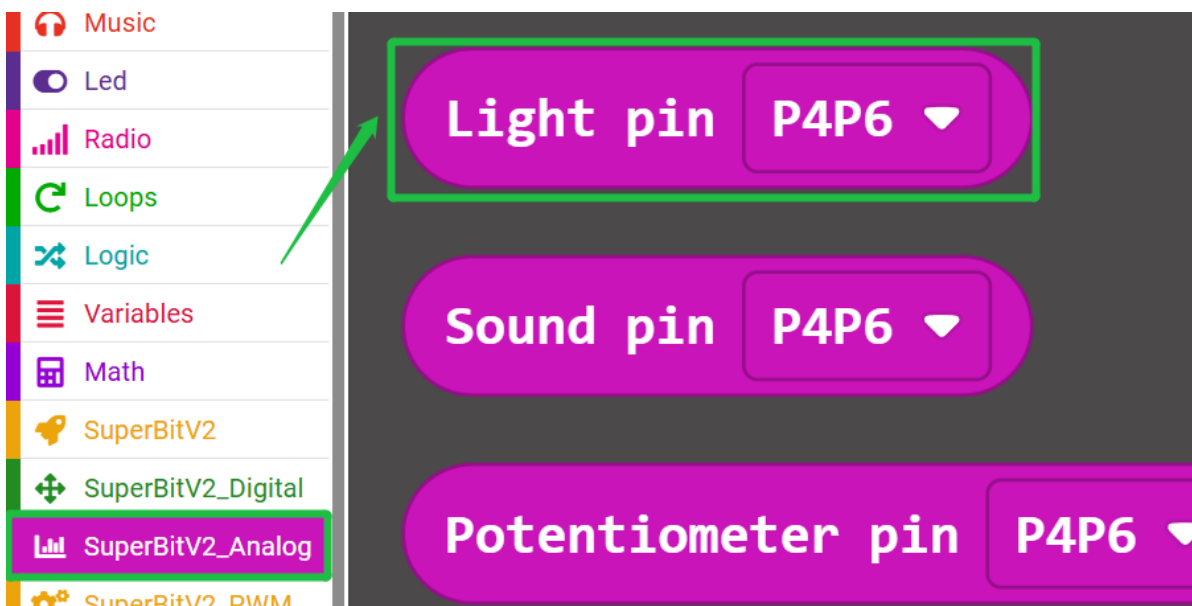 Music
Led
Radio
Loops
Logic
Variables
Math
SuperBitV2
SuperBitV2_Digital
SuperBitV2_Analog
SuperBitV2_PWM
Light pin P4P6
Sound pin P4P6
Potentiometer pin P4P6